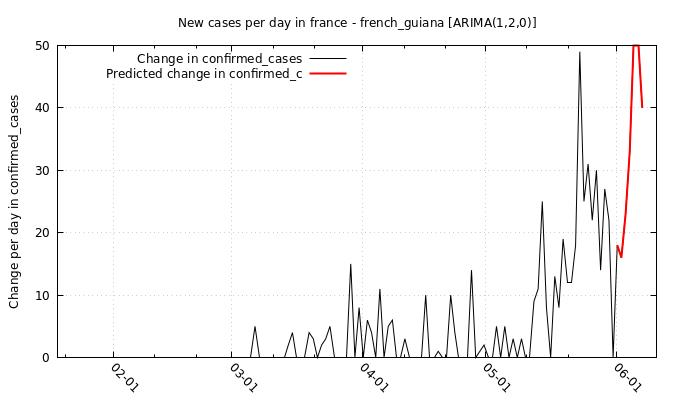 New cases per day in france - french_guiana [ARIMA(1,2,0)]
Change in confirmed_cases
Predicted change in confirmed_c
Change per day in confirmed_cases
50
40
30
20
10
0
02-01
03-01
04-01
05-01
06-01